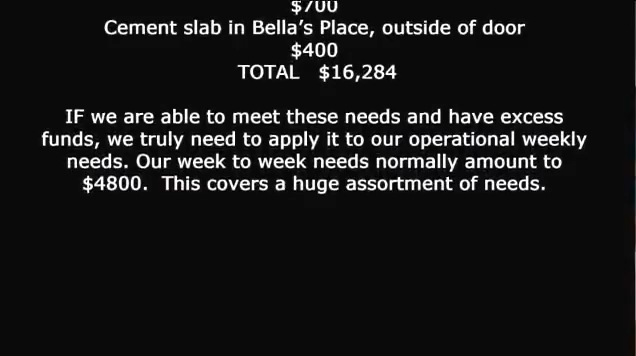 $700
Cement slab in Bella's Place, outside of door
$400
TOTAL $16,284
IF we are able to meet these needs and have excess
funds, we truly need to apply it to our operational weekly
needs. Our week to week needs normally amount to
$4800. This covers a huge assortment of needs.